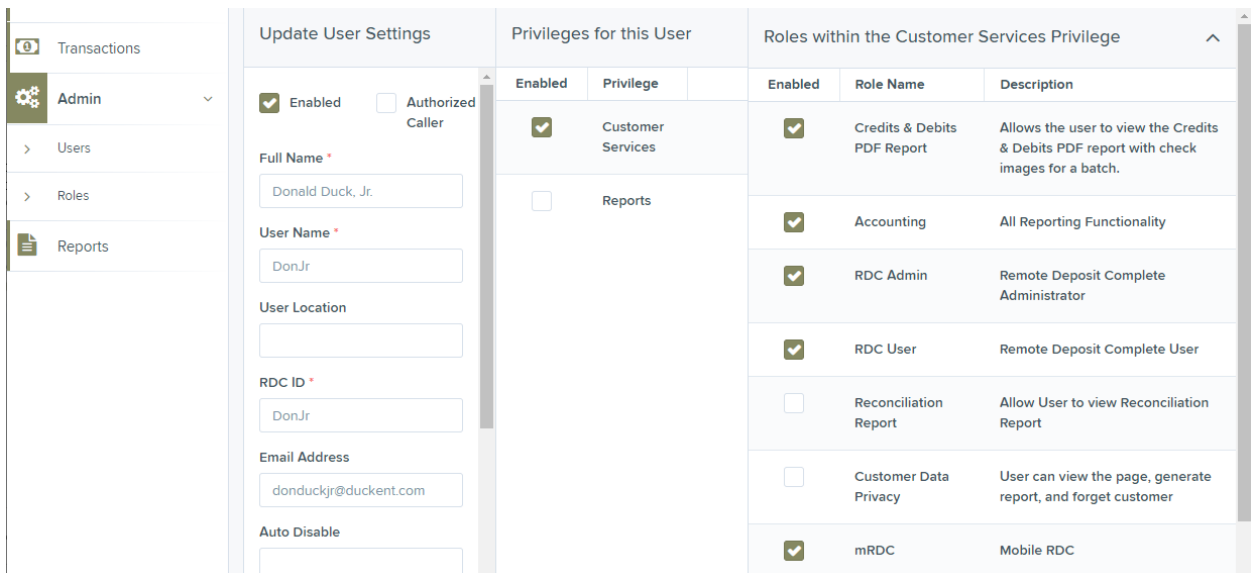 Transactions
Admin
Users
Roles
Reports
Update User Settings
Enabled
Authorized
Caller
Full Name *
Donald Duck, Jr.
User Name *
DonJr
User Location
RDC ID *
DonJr
Email Address
donduckjr@duckent.com
Auto Disable
Privileges for this User
Enabled Privilege
Customer
Services
Reports
Roles within the Customer Services Privilege
Enabled Role Name Description
Credits & Debits
PDF Report
Allows the user to view the Credits
& Debits PDF report with check
images for a batch.
Accounting
All Reporting Functionality
RDC Admin
Remote Deposit Complete
Administrator
RDC User
Remote Deposit Complete User
Reconciliation
Report
Allow User to view Reconciliation
Report
Customer Data
Privacy
User can view the page, generate
report, and forget customer
mRDC
Mobile RDC